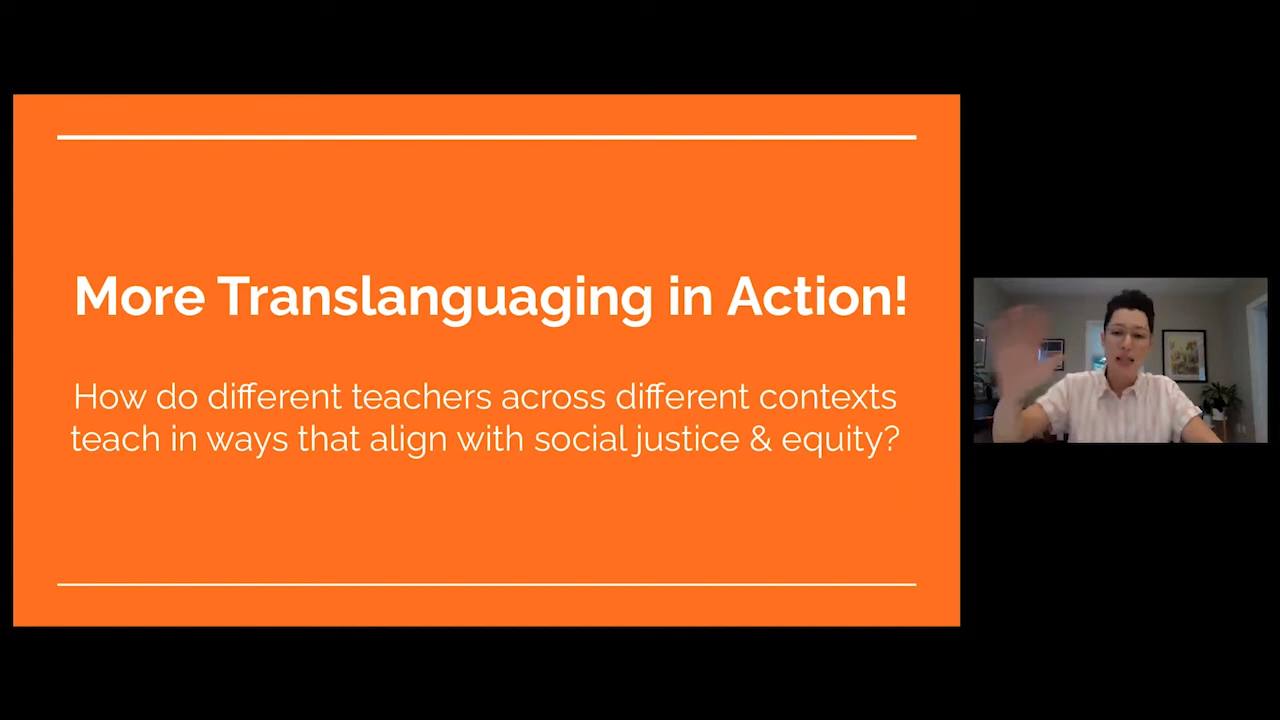 More Translanguaging in Action!
How do different teachers across different contexts
teach in ways that align with social justice & equity?